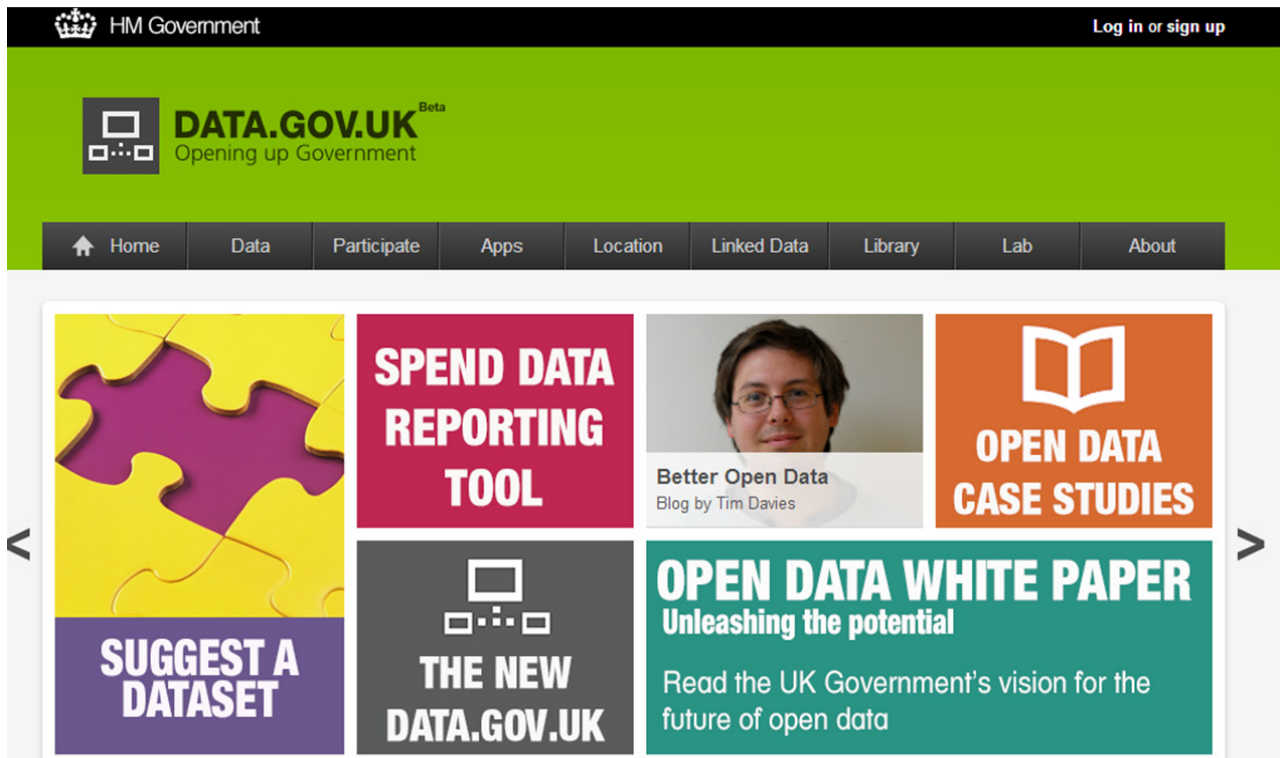 HM Government
Log in or sign up
DATA.GOV.UK Beta
Opening up Government
Home Data Participate Apps Location Linked Data Library Lab About
SUGGEST A
DATASET
SPEND DATA
REPORTING
TOOL
Better Open Data
Blog by Tim Davies
OPEN DATA
CASE STUDIES
<
>
THE NEW
DATA.GOV.UK
OPEN DATA WHITE PAPER
Unleashing the potential
Read the UK Government's vision for the
future of open data